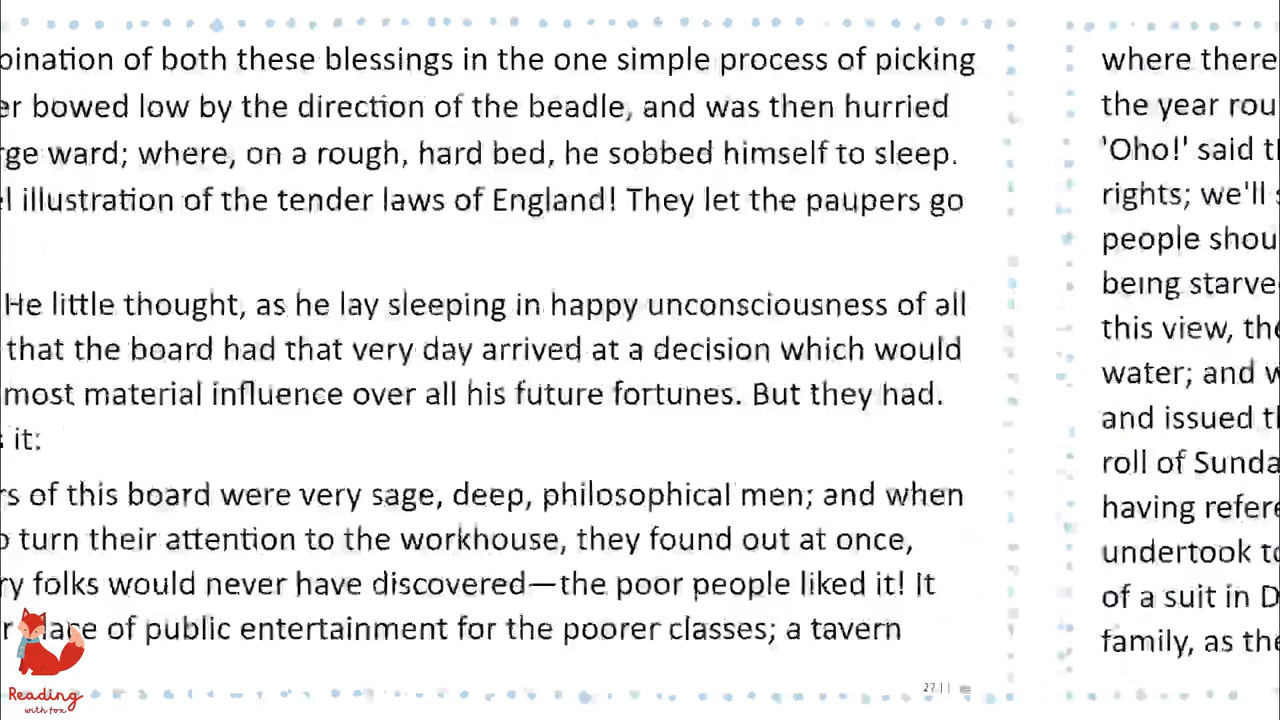 bination of both these blessings in the one simple process of picking
er bowed low by the direction of the beadle, and was then hurried
rge ward; where, on a rough, hard bed, he sobbed himself to sleep.
el illustration of the tender laws of England! They let the paupers go
He little thought, as he lay sleeping in happy unconsciousness of all
that the board had that very day arrived at a decision which would
most material influence over all his future fortunes. But they had.
it:
rs of this board were very sage, deep, philosophical men; and when
o turn their attention to the workhouse, they found out at once,
ry folks would never have discovered—the poor people liked it! It
r place of public entertainment for the poorer classes; a tavern
27 | |
where there
the year rou
'Oho!' said t
rights; we'll
people shou
being starve
this view, the
water; and w
and issued t
roll of Sunda
having refere
undertook to
of a suit in D
family, as the
Reading
with fox